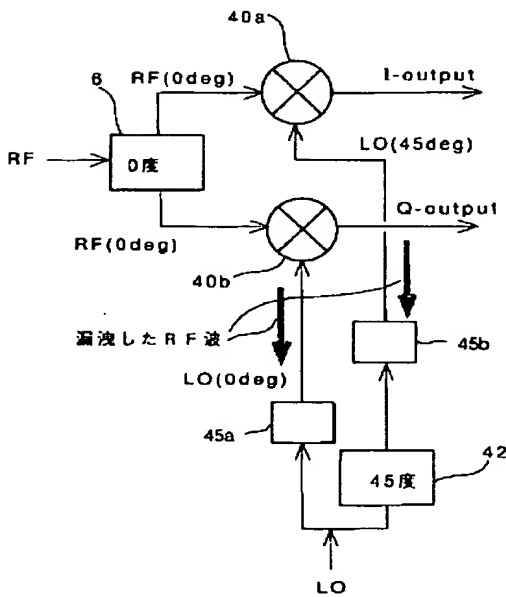 40a
RF(0deg)
I-output
6
RF
0度
LO(45deg)
Q-output
RF(0deg)
40b
漏洩したRF波
45b
LO(0deg)
45a
42
45度
LO